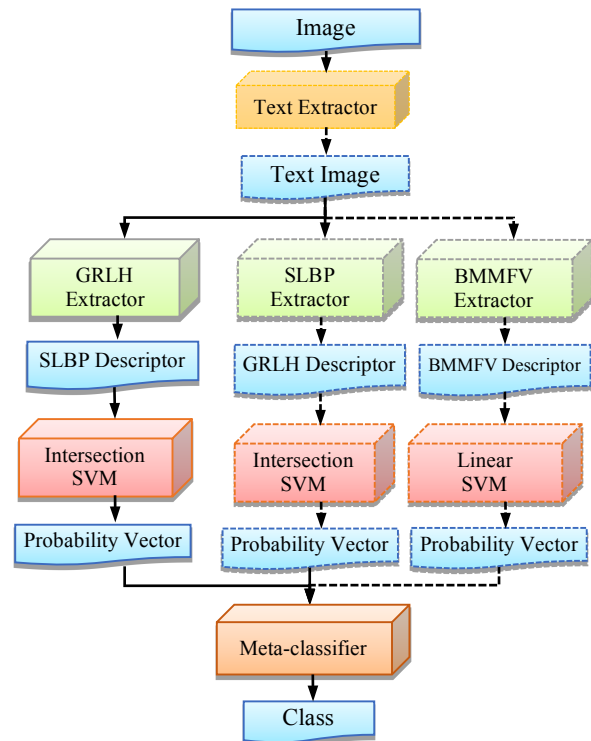 Image
Text Extractor
Text Image
GRLH
Extractor
SLBP
Extractor
BMMFV
Extractor
SLBP Descriptor
GRLH Descriptor
BMMFV Descriptor
Intersection
SVM
Intersection
SVM
Linear
SVM
Probability Vector
Probability Vector
Probability Vector
Meta-classifier
Class